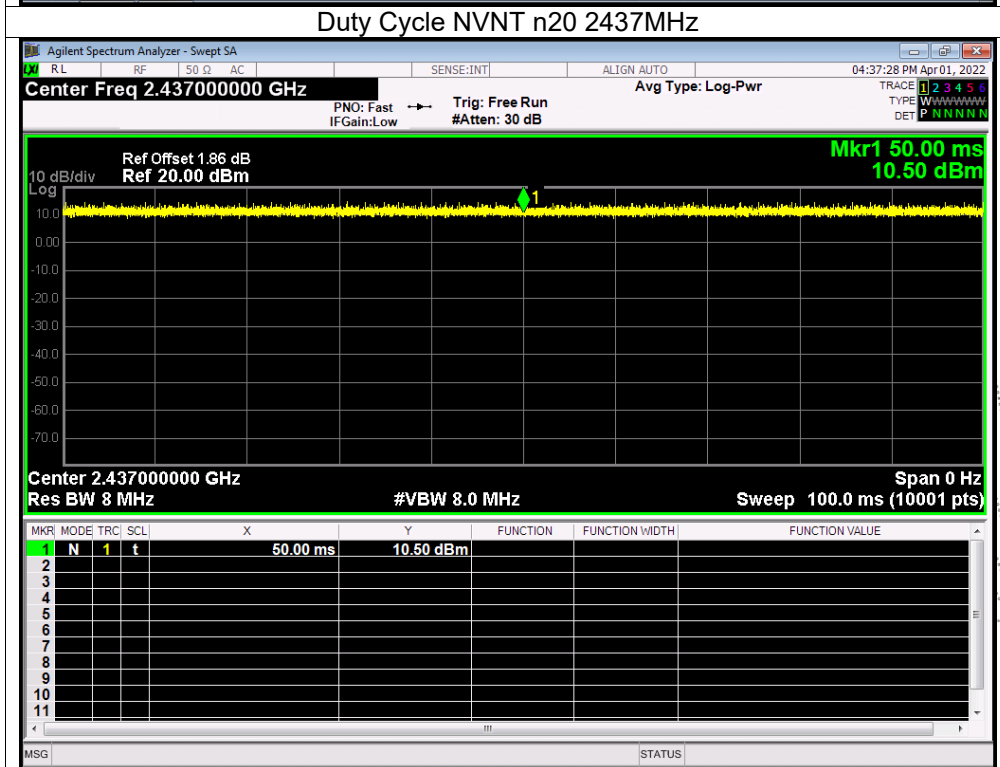 Duty Cycle NVNT n20 2437MHz
Agilent Spectrum Analyzer - Swept SA
LXI RL RF 50 Ω AC SENSE:INT ALIGN AUTO 04:37:28 PM Apr 01, 2022
Center Freq 2.437000000 GHz Avg Type: Log-Pwr TRACE 1 2 3 4 5 6
PNO: Fast Trig: Free Run TYPE WWWWWW
IFGain:Low #Atten: 30 dB DET P N N N N N
Mkr1 50.00 ms
Ref Offset 1.86 dB
10 dB/div Ref 20.00 dBm 10.50 dBm
Log
1
10.0
0.00
-10.0
-20.0
-30.0
-40.0
-50.0
-60.0
-70.0
Center 2.437000000 GHz Span 0 Hz
Res BW 8 MHz #VBW 8.0 MHz Sweep 100.0 ms (10001 pts)
MKR MODE TRC SCL X Y FUNCTION FUNCTION WIDTH FUNCTION VALUE
1 N 1 t 50.00 ms 10.50 dBm
2
3
4
5
6
7
8
9
10
11
MSG STATUS